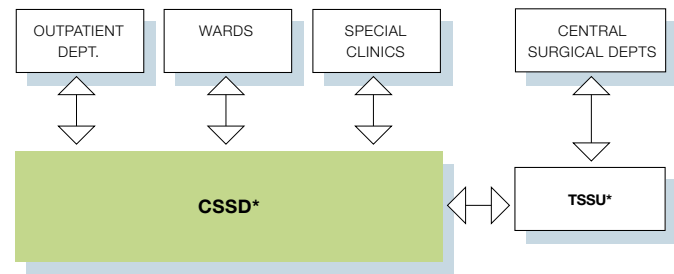 OUTPATIENT
DEPT.
WARDS
SPECIAL
CLINICS
CENTRAL
SURGICAL DEPTS
CSSD*
TSSU*